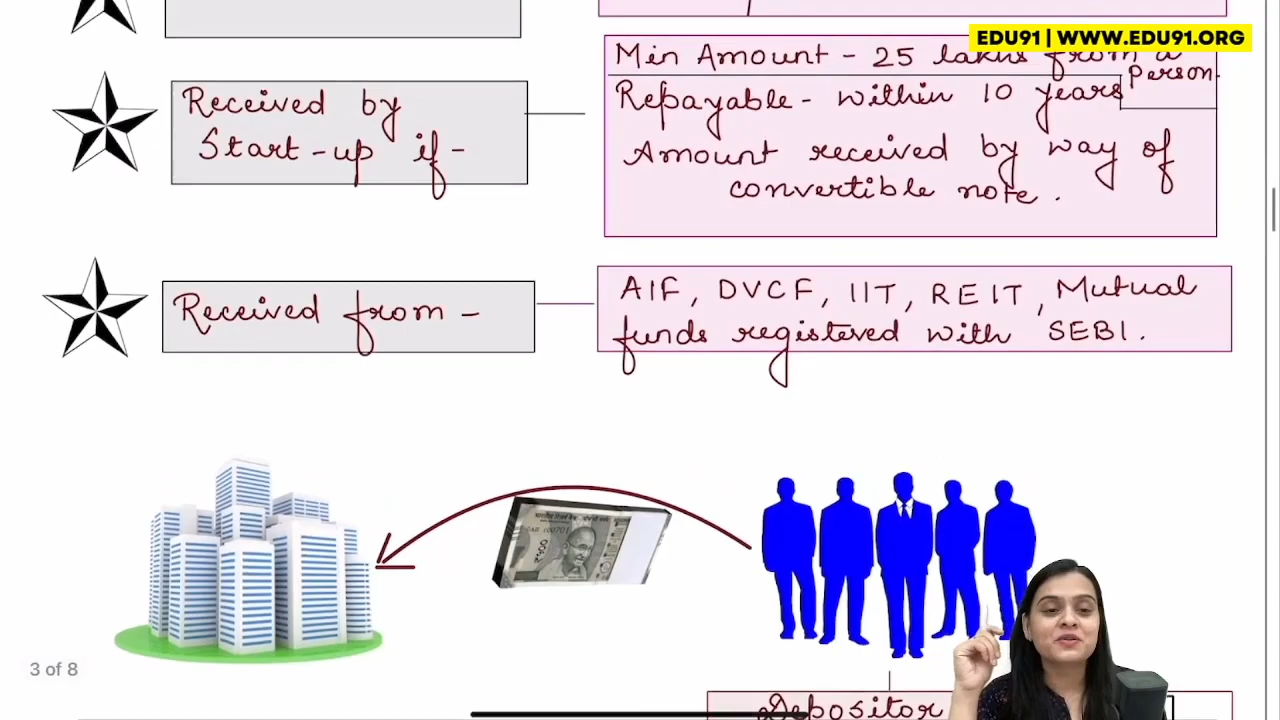 EDU91 | WWW.EDU91.ORG
Min Amount - 25 lakhs from a
person.
Received by
Start-up if -
Repayable - within 10 years
Amount received by way of
convertible note.
Received from -
AIF, DVCF, IIT, REIT, Mutual
funds registered with SEBI.
3 of 8
Depositor